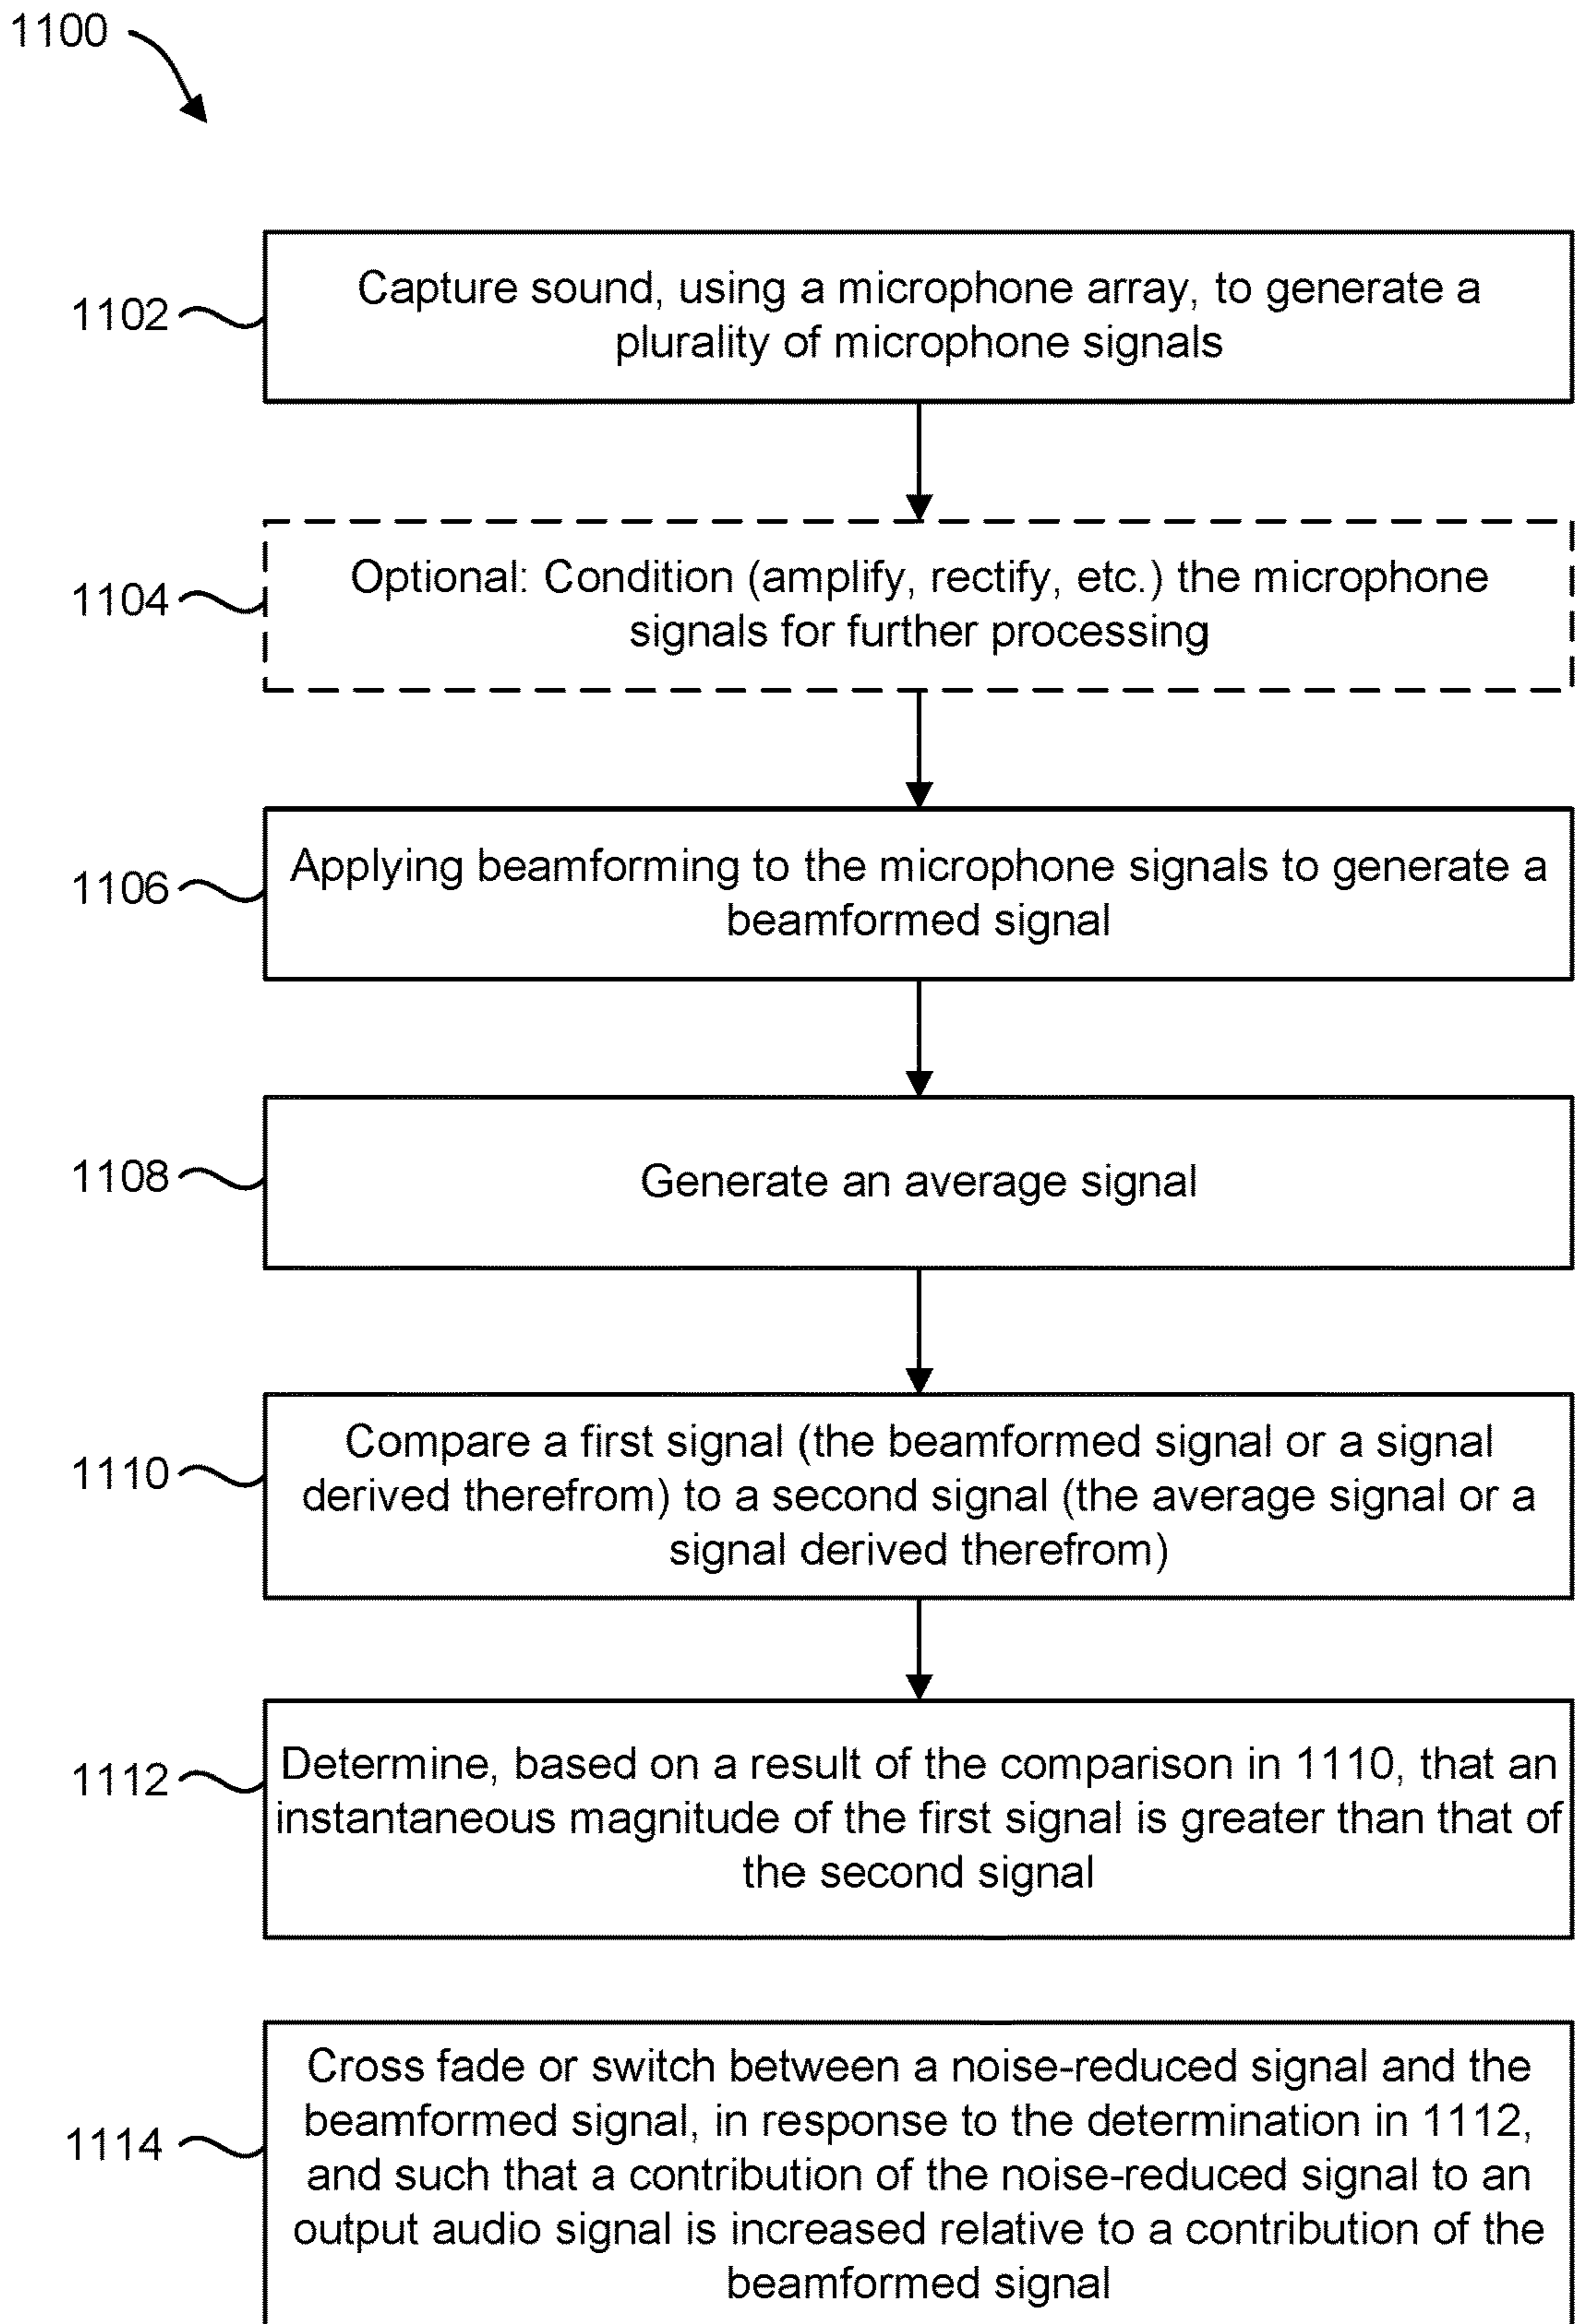 1100
1102
Capture sound, using a microphone array, to generate a
plurality of microphone signals
1104
Optional: Condition (amplify, rectify, etc.) the microphone
signals for further processing
1106
Applying beamforming to the microphone signals to generate a
beamformed signal
1108
Generate an average signal
1110
Compare a first signal (the beamformed signal or a signal
derived therefrom) to a second signal (the average signal or a
signal derived therefrom)
1112
Determine, based on a result of the comparison in 1110, that an
instantaneous magnitude of the first signal is greater than that of
the second signal
1114
Cross fade or switch between a noise-reduced signal and the
beamformed signal, in response to the determination in 1112,
and such that a contribution of the noise-reduced signal to an
output audio signal is increased relative to a contribution of the
beamformed signal